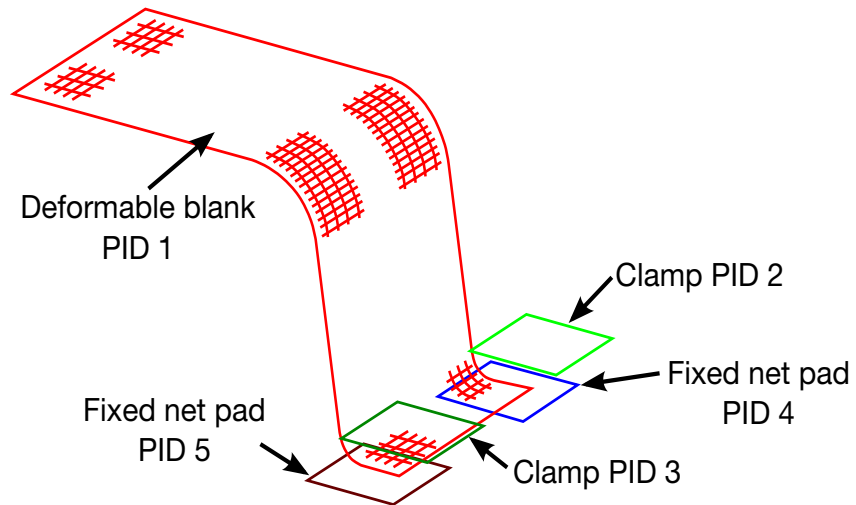 Deformable blank
PID 1
Clamp PID 2
Fixed net pad
PID 4
Fixed net pad
PID 5
Clamp PID 3